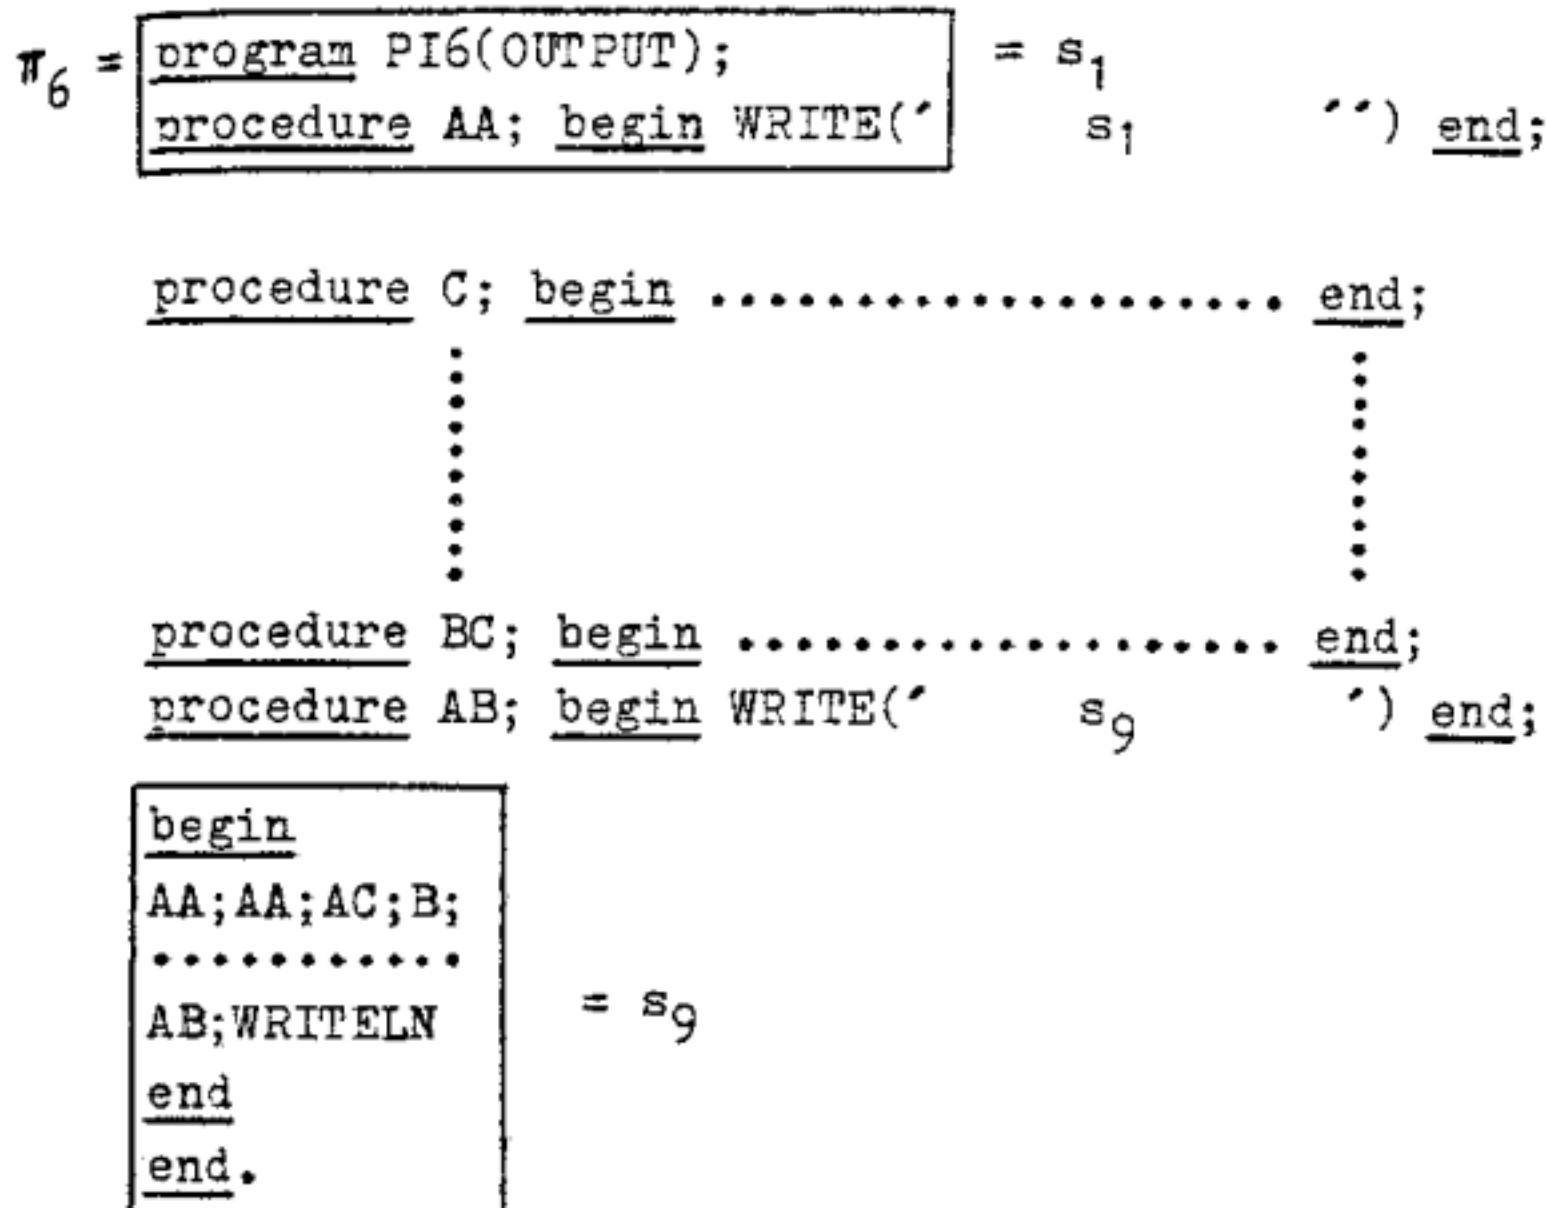 π₆ = program PI6(OUTPUT); = s₁
procedure AA; begin WRITE(´ s₁ ´´) end;
procedure C; begin .................... end;
procedure BC; begin ................... end;
procedure AB; begin WRITE(´ s₉ ´) end;
begin
AA;AA;AC;B;
...........
AB;WRITELN = s₉
end
end.